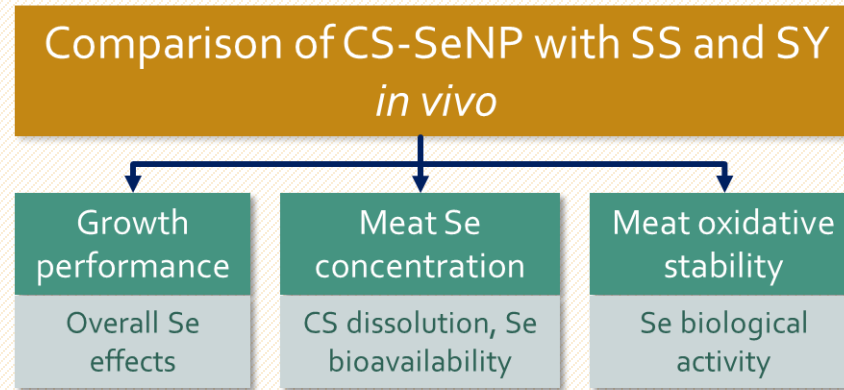 Comparison of CS-SeNP with SS and SY
in vivo
Growth
performance
Overall Se
effects
Meat Se
concentration
CS dissolution, Se
bioavailability
Meat oxidative
stability
Se biological
activity